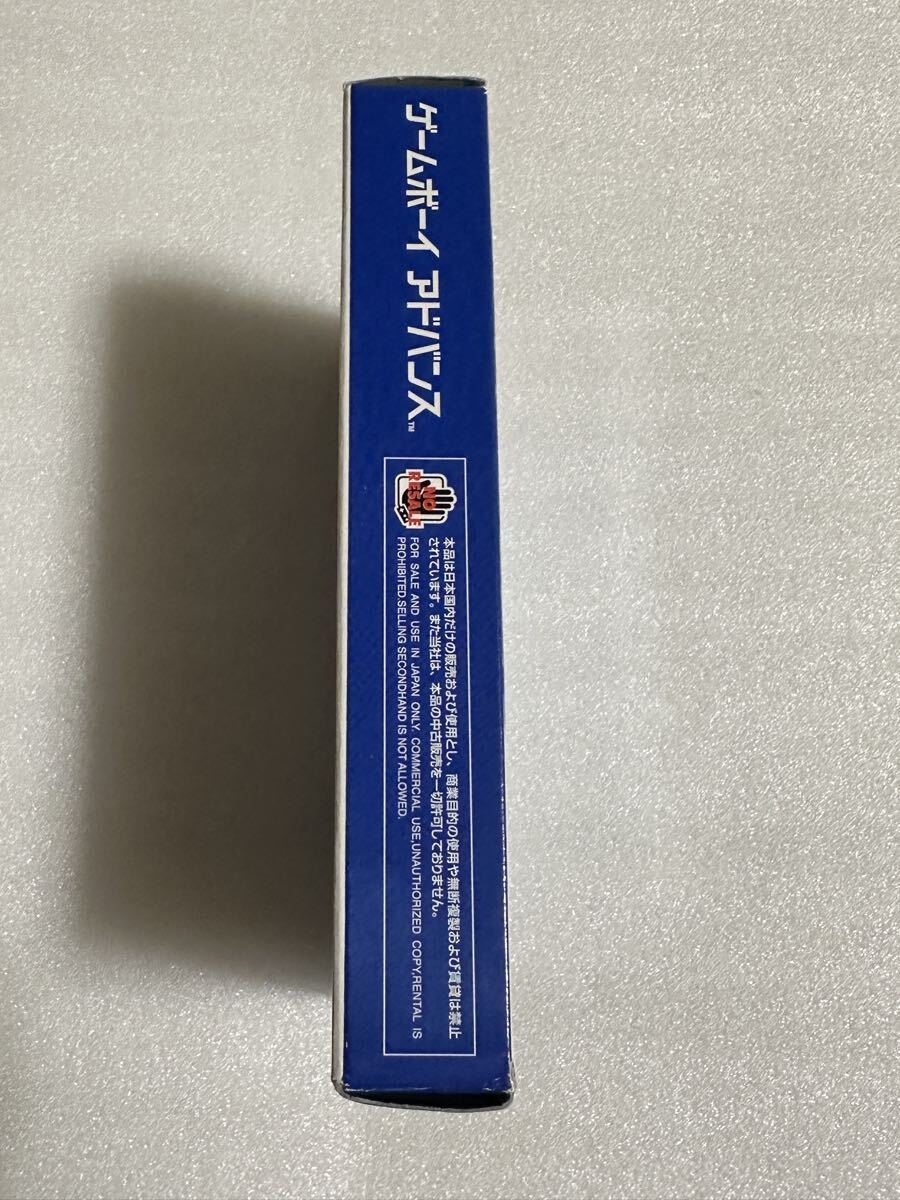 ゲームボーイ アドバンス™
NO
RESALE
本品は日本国内だけの販売および使用とし、商業目的の使用や無断複製および賃貸は禁止
されています。また当社は、本品の中古販売を一切許可しておりません。
FOR SALE AND USE IN JAPAN ONLY. COMMERCIAL USE,UNAUTHORIZED COPY,RENTAL IS
PROHIBITED.SELLING SECONDHAND IS NOT ALLOWED.